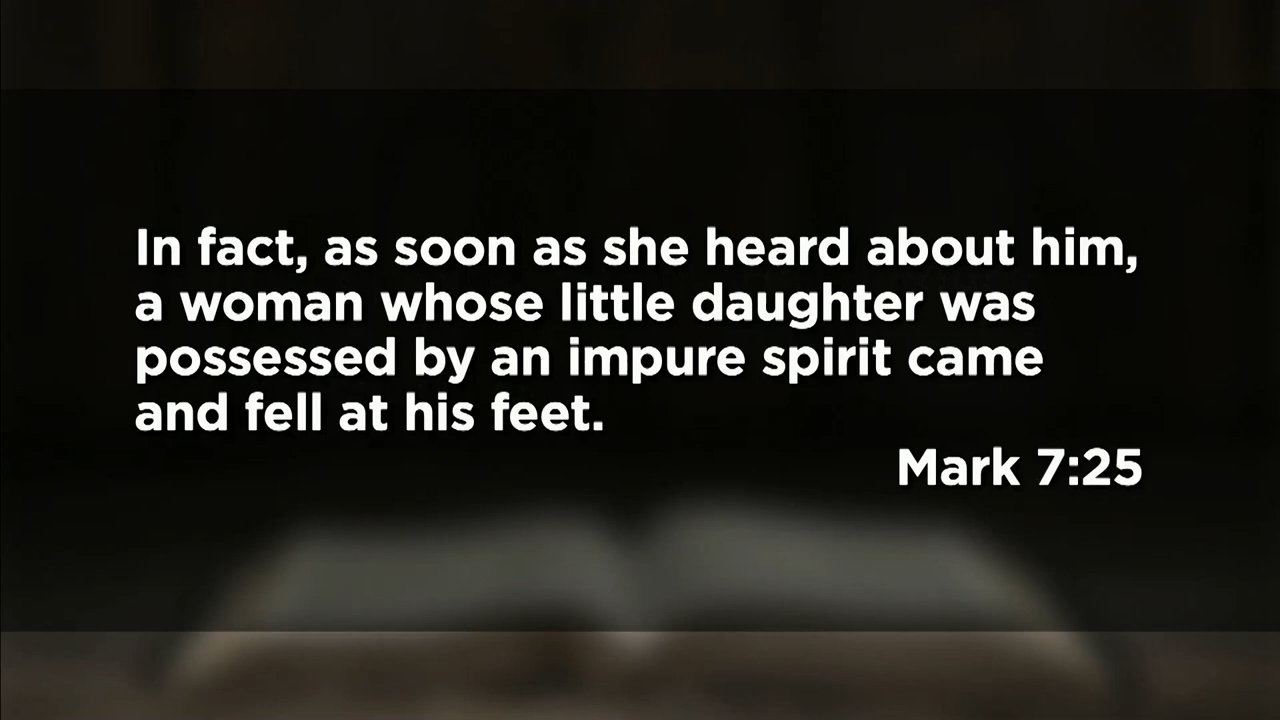 In fact, as soon as she heard about him,
a woman whose little daughter was
possessed by an impure spirit came
and fell at his feet.
Mark 7:25